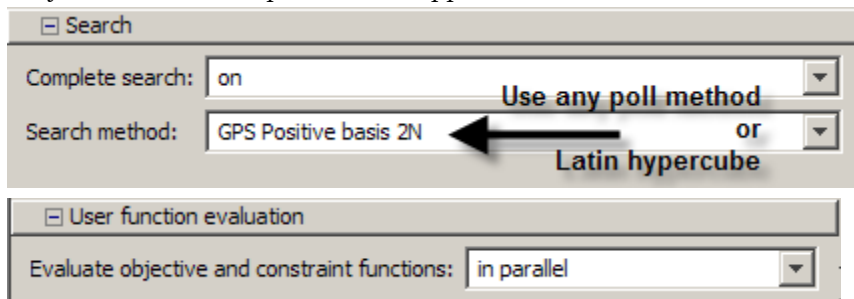 Search
Complete search: on
Use any poll method
Search method: GPS Positive basis 2N or
Latin hypercube
User function evaluation
Evaluate objective and constraint functions: in parallel